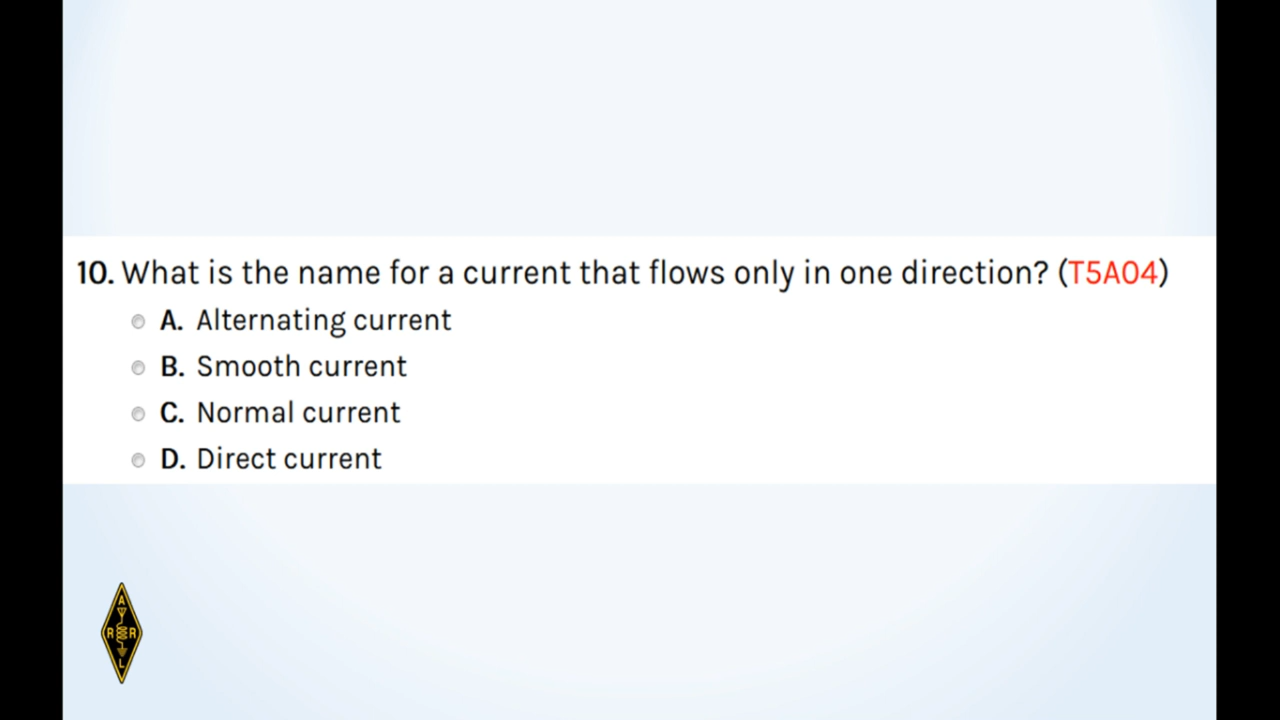 10. What is the name for a current that flows only in one direction? (T5A04)
A. Alternating current
B. Smooth current
C. Normal current
D. Direct current
A
R R
L